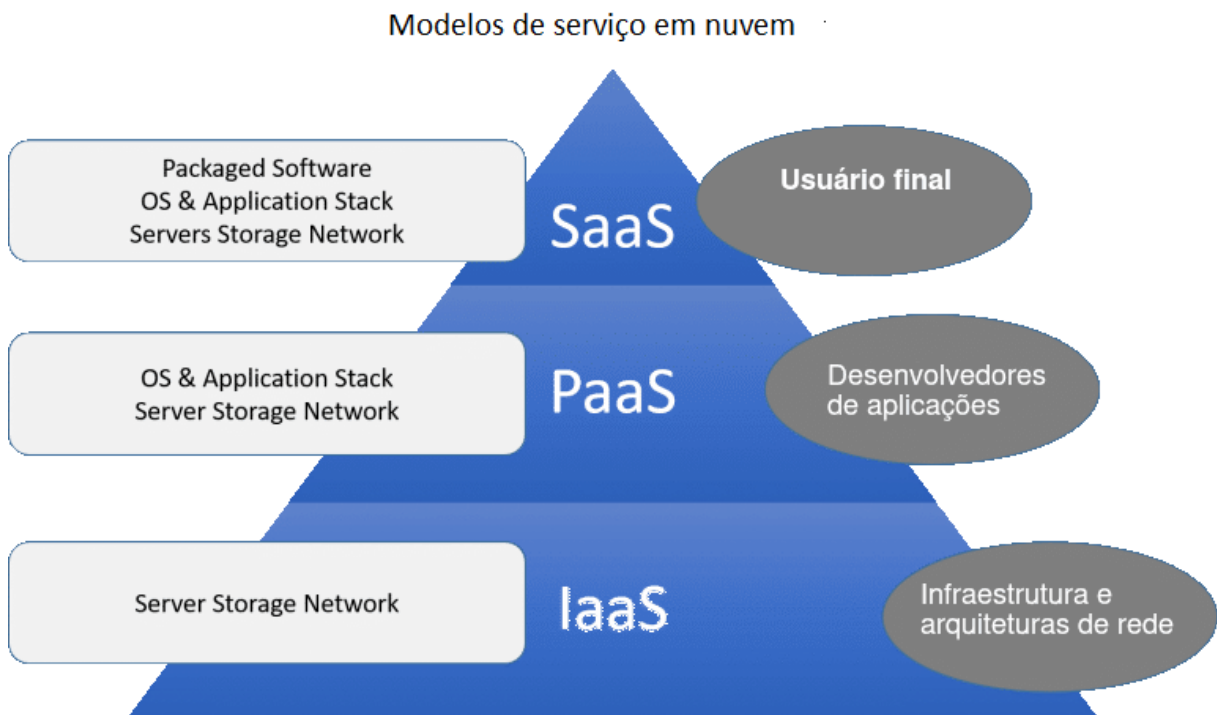 Modelos de serviço em nuvem
Packaged Software
OS & Application Stack
Servers Storage Network
SaaS
Usuário final
OS & Application Stack
Server Storage Network
PaaS
Desenvolvedores
de aplicações
Server Storage Network
IaaS
Infraestrutura e
arquiteturas de rede